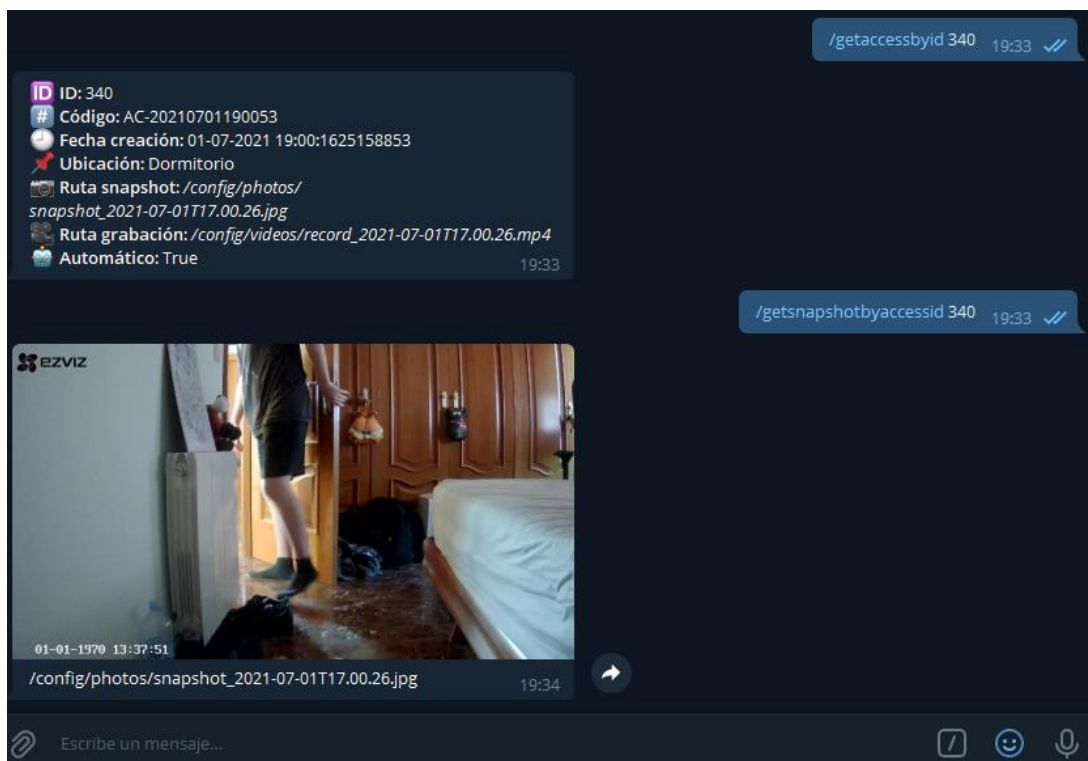 /getaccessbyid 340 19:33
ID ID: 340
# Código: AC-20210701190053
Fecha creación: 01-07-2021 19:00:1625158853
Ubicación: Dormitorio
Ruta snapshot: /config/photos/
snapshot_2021-07-01T17.00.26.jpg
Ruta grabación: /config/videos/record_2021-07-01T17.00.26.mp4
Automático: True 19:33
/getsnapshotbyaccessid 340 19:33
ezviz
01-01-1970 13:37:51
/config/photos/snapshot_2021-07-01T17.00.26.jpg 19:34
Escribe un mensaje...